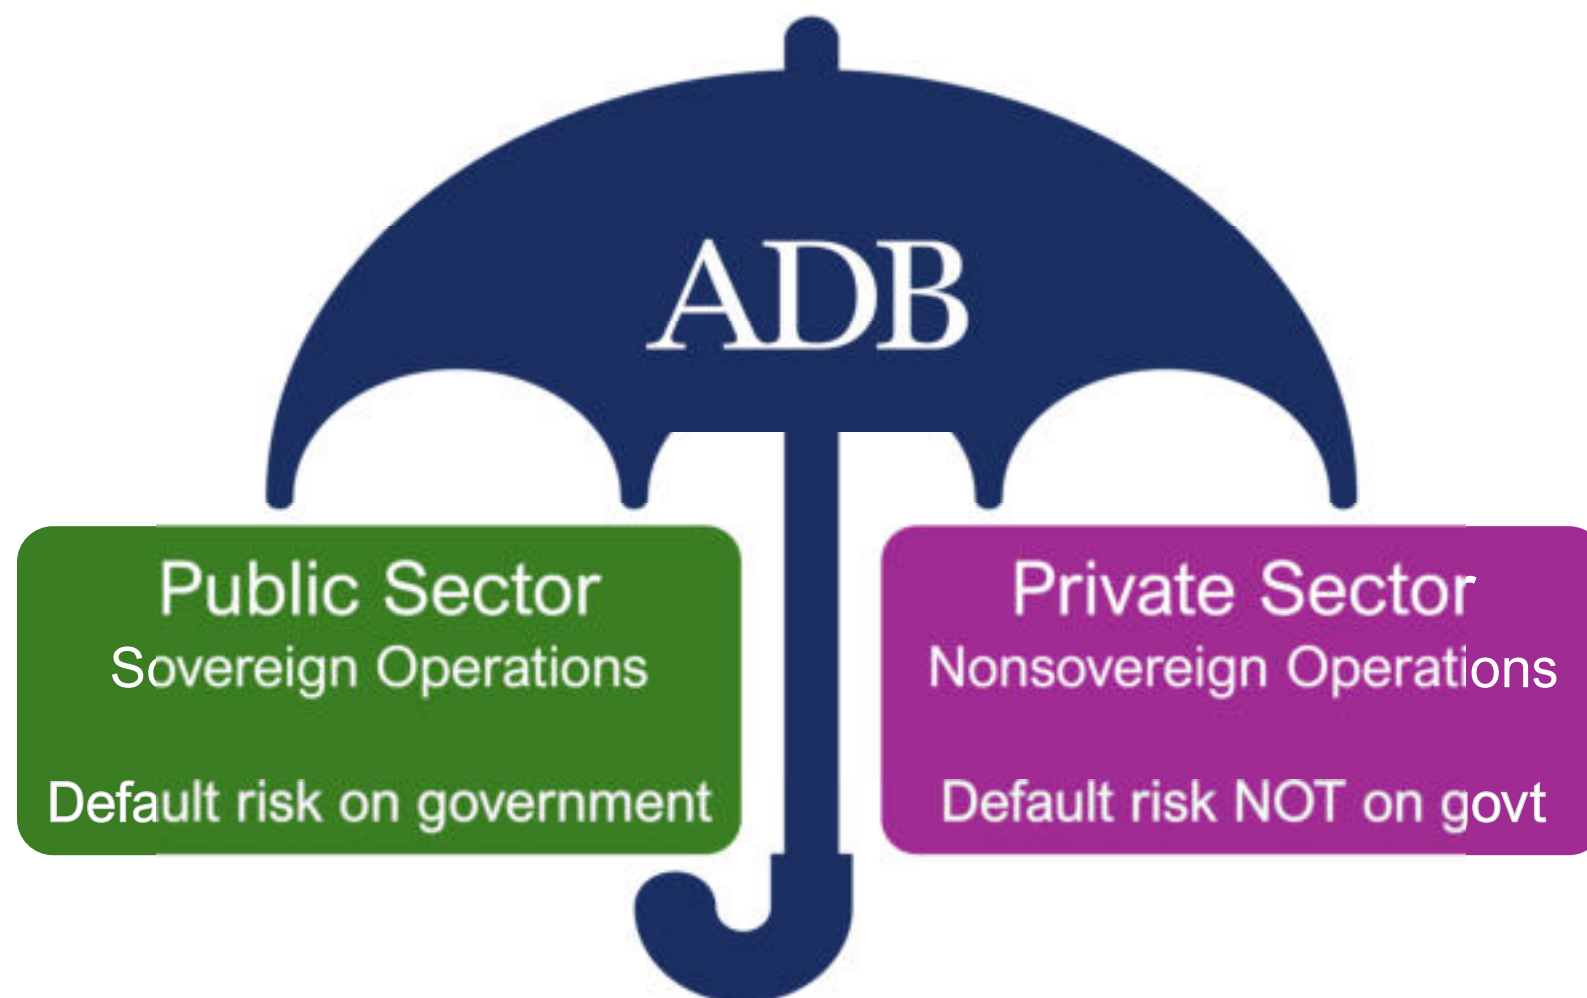 ADB
Public Sector
Sovereign Operations
Default risk on government
Private Sector
Nonsovereign Operations
Default risk NOT on govt